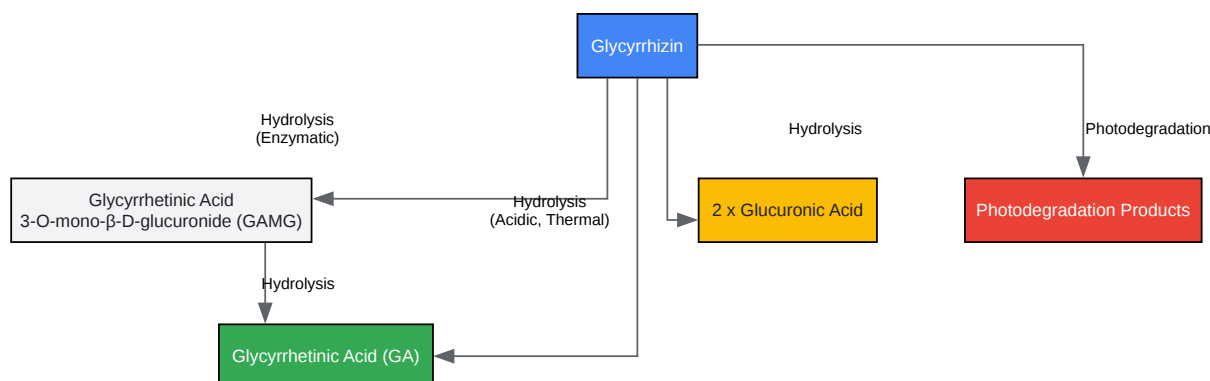 Glycyrrhizin
Hydrolysis
(Enzymatic)
Hydrolysis
Photodegradation
Glycyrrhetinic Acid
3-O-mono-β-D-glucuronide (GAMG)
Hydrolysis
(Acidic, Thermal)
2 x Glucuronic Acid
Photodegradation Products
Hydrolysis
Glycyrrhetinic Acid (GA)